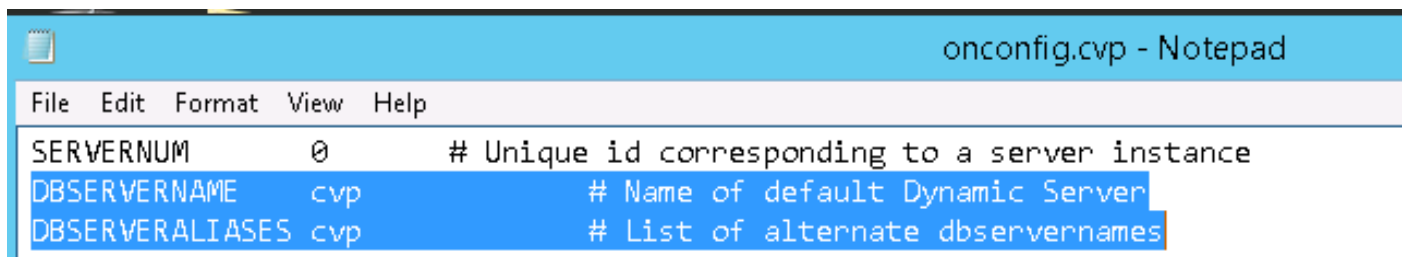 onconfig.cvp - Notepad
File Edit Format View Help
SERVERNUM 0 # Unique id corresponding to a server instance
DBSERVERNAME cvp # Name of default Dynamic Server
DBSERVERALIASES cvp # List of alternate dbservernames